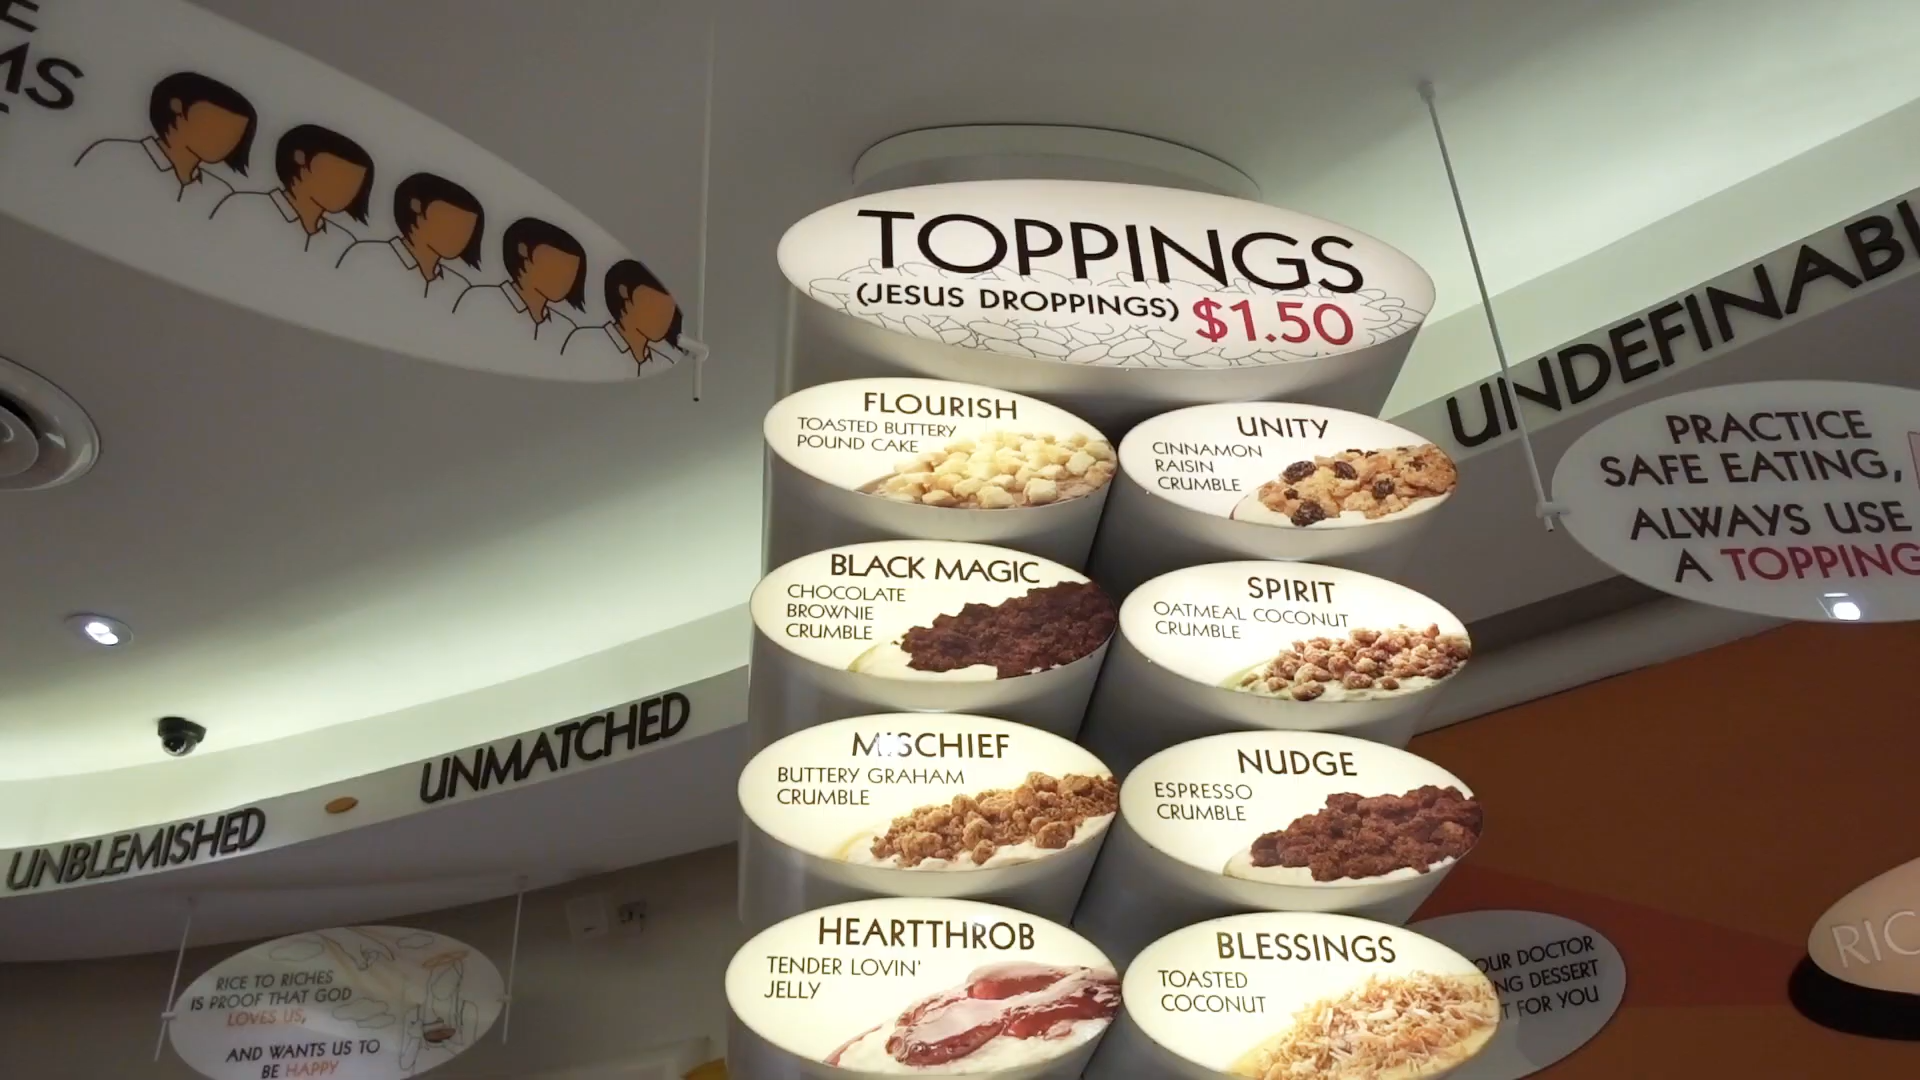 TOPPINGS
(JESUS DROPPINGS) $1.50
FLOURISH
TOASTED BUTTERY
POUND CAKE
UNITY
CINNAMON
RAISIN
CRUMBLE
BLACK MAGIC
CHOCOLATE
BROWNIE
CRUMBLE
SPIRIT
OATMEAL COCONUT
CRUMBLE
MISCHIEF
BUTTERY GRAHAM
CRUMBLE
NUDGE
ESPRESSO
CRUMBLE
HEARTTHROB
TENDER LOVIN'
JELLY
BLESSINGS
TOASTED
COCONUT
UNBLEMISHED
UNMATCHED
RICE TO RICHES
IS PROOF THAT GOD
LOVES US,
AND WANTS US TO
BE HAPPY
PRACTICE
SAFE EATING,
ALWAYS USE
A TOPPING
DOCTOR
DESSERT
FOR YOU